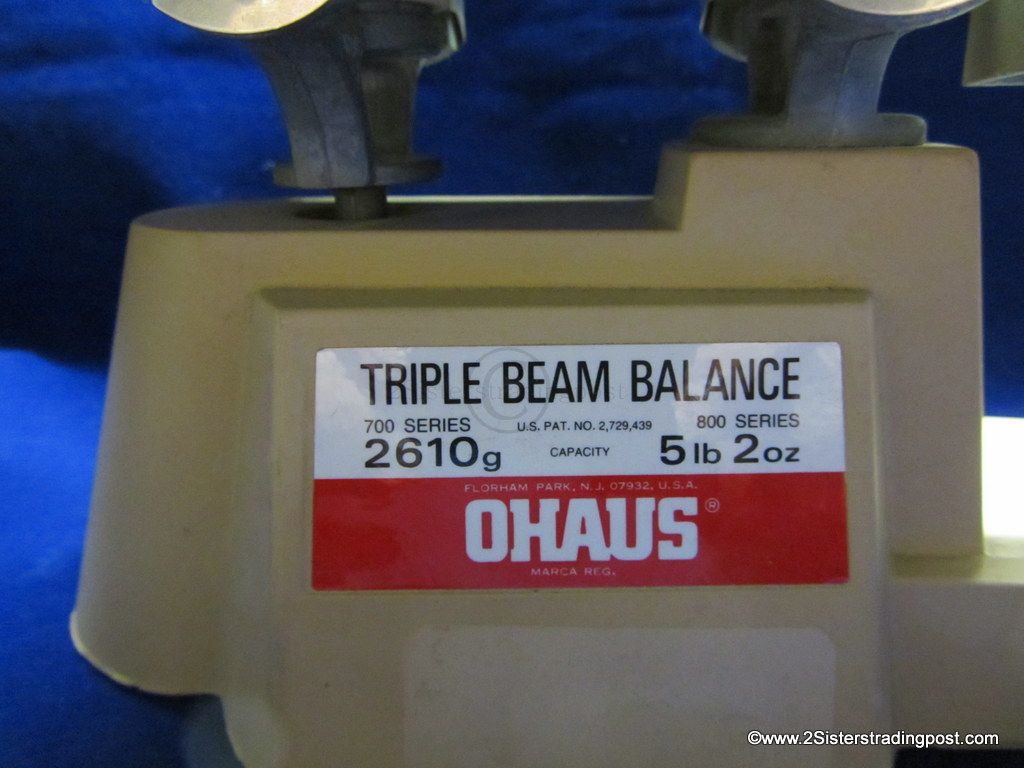 TRIPLE BEAM BALANCE
700 SERIES U.S. PAT. NO. 2,729,439 800 SERIES
2610g CAPACITY 5 lb 2 oz
FLORHAM PARK, N.J. 07932, U.S.A.
OHAUS®
MARCA REG.
©www.2Sisterstradingpost.com